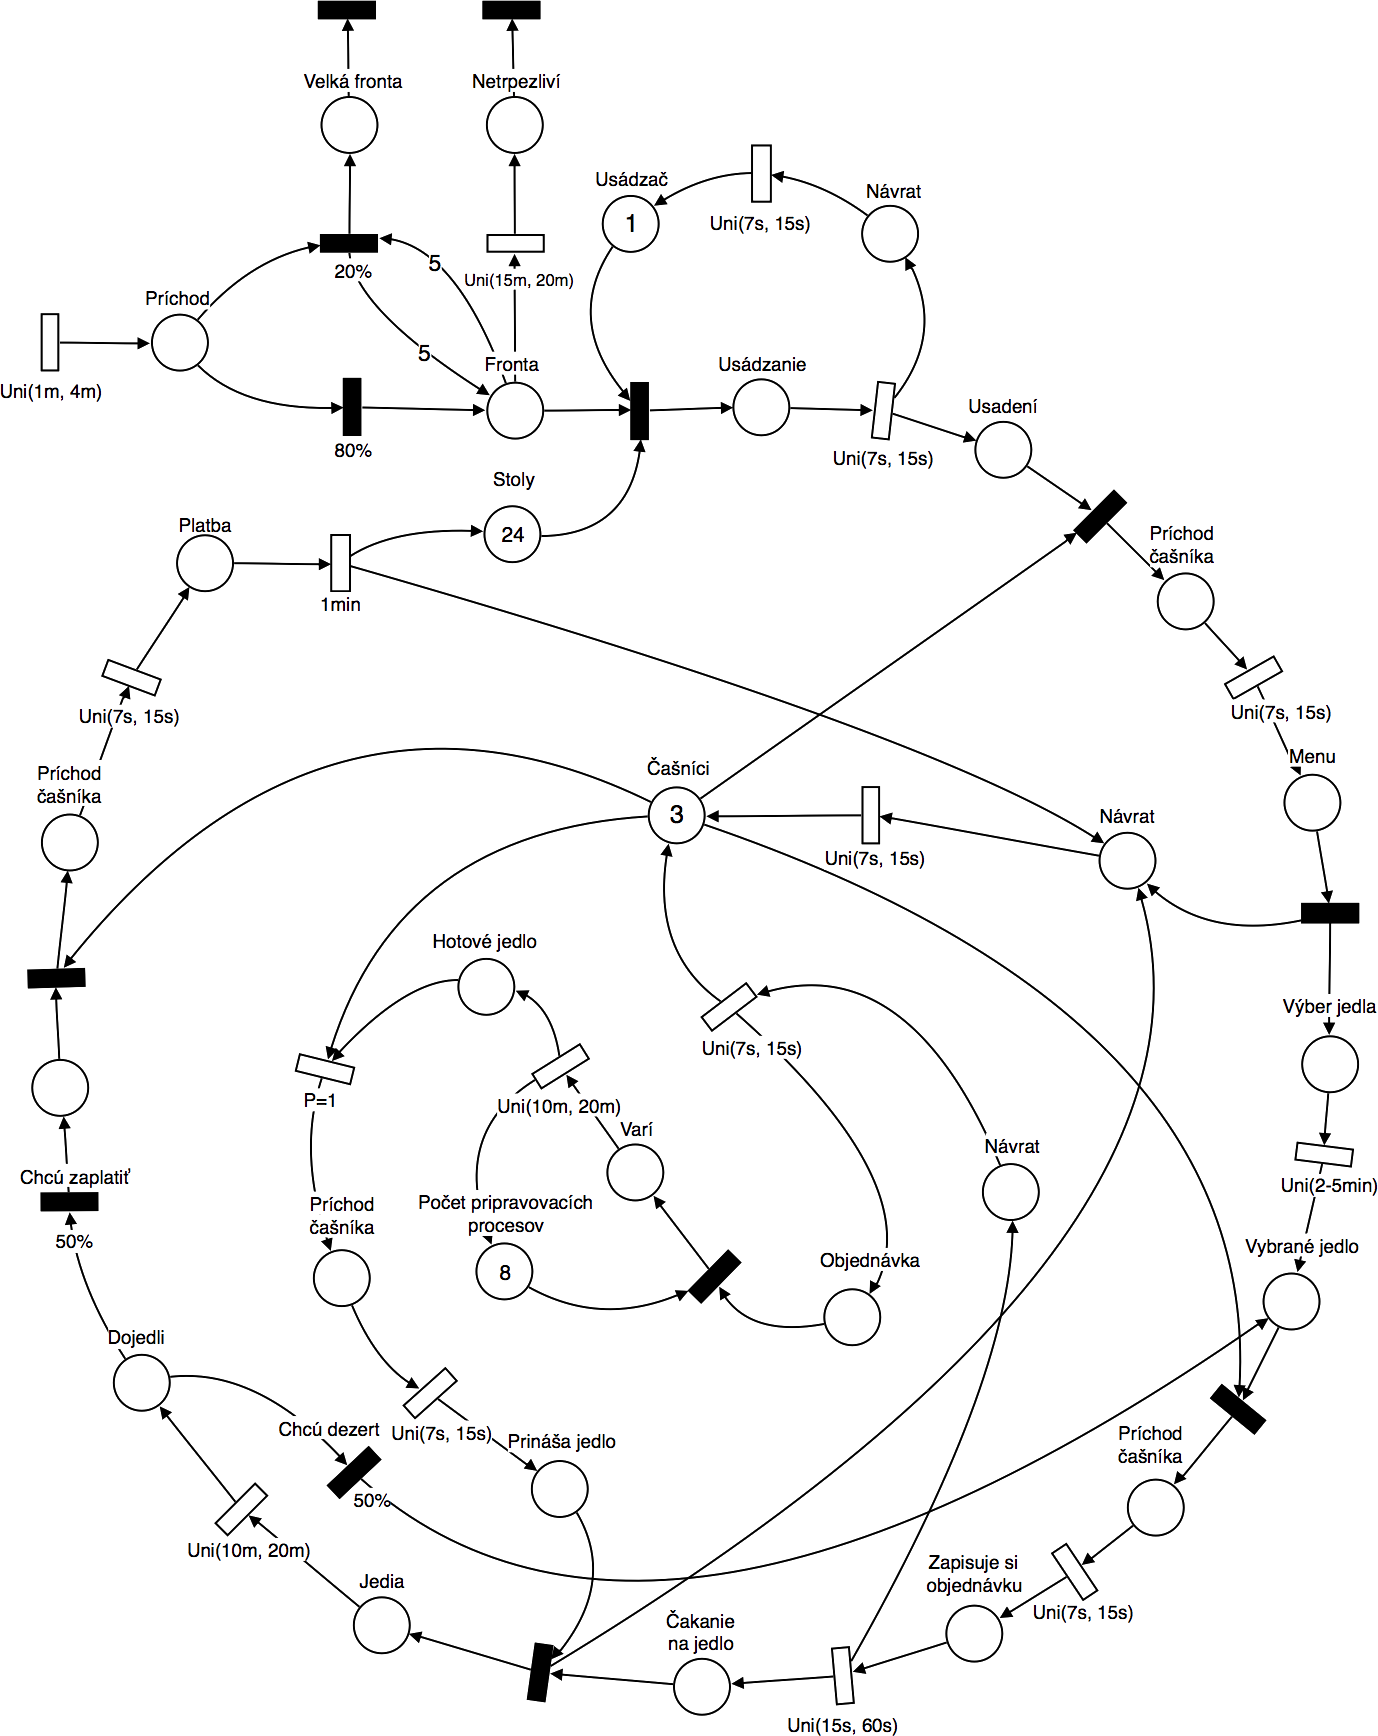 Velká fronta
Netrpezliví
Usádzač
Návrat
1
Uni(7s, 15s)
5
20%
Uni(15m, 20m)
Príchod
5
Fronta
Usádzanie
Uni(1m, 4m)
Usadení
80%
Uni(7s, 15s)
Stoly
24
Platba
Príchod
čašníka
1min
Uni(7s, 15s)
Uni(7s, 15s)
Menu
Príchod
čašníka
Čašníci
3
Návrat
Uni(7s, 15s)
Hotové jedlo
Výber jedla
Uni(7s, 15s)
P=1
Uni(10m, 20m)
Varí
Návrat
Chcú zaplatiť
Uni(2-5min)
Príchod
čašníka
Počet pripravovacích
procesov
50%
Vybrané jedlo
Objednávka
8
Dojedli
Chcú dezert
Uni(7s, 15s)
Prináša jedlo
Príchod
čašníka
50%
Uni(10m, 20m)
Zapisuje si
objednávku
Jedia
Uni(7s, 15s)
Čakanie
na jedlo
Uni(15s, 60s)